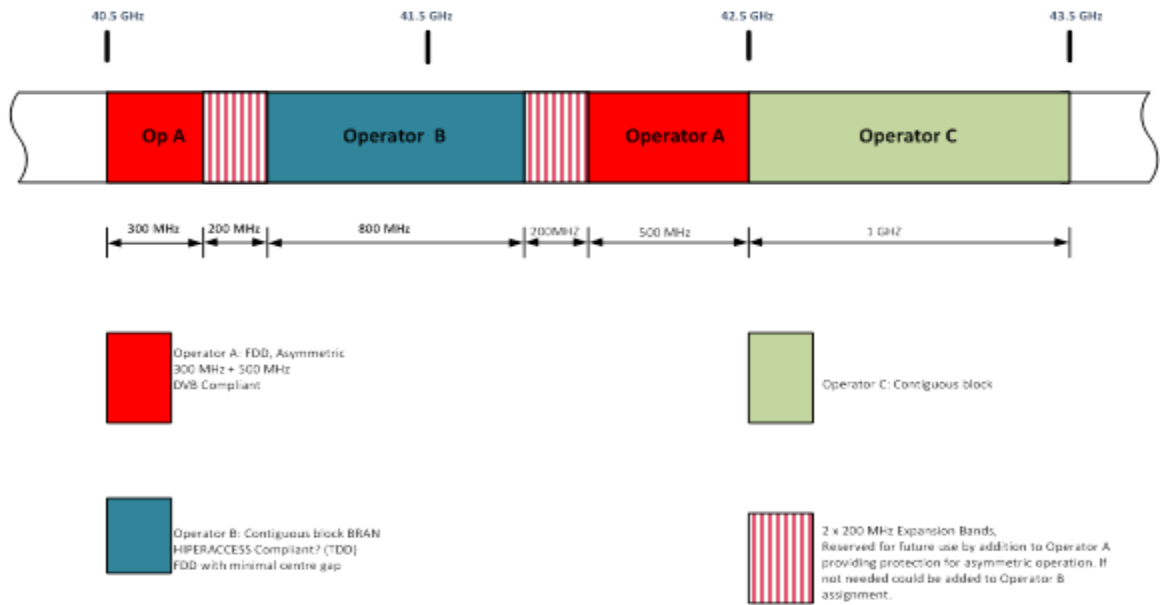 40.5 GHz
41.5 GHz
42.5 GHz
43.5 GHz
Op A
Operator B
Operator A
Operator C
300 MHz
200 MHz
800 MHz
200MHZ
500 MHz
1 GHZ
Operator A: FDD, Asymmetric
300 MHz + 500 MHz
DVB Compliant
Operator C: Contiguous block
Operator B: Contiguous block BRAN
HIPERACCESS Compliant? (TDD)
FDD with minimal centre gap
2 x 200 MHz Expansion Bands,
Reserved for future use by addition to Operator A
providing protection for asymmetric operation. If
not needed could be added to Operator B
assignment.